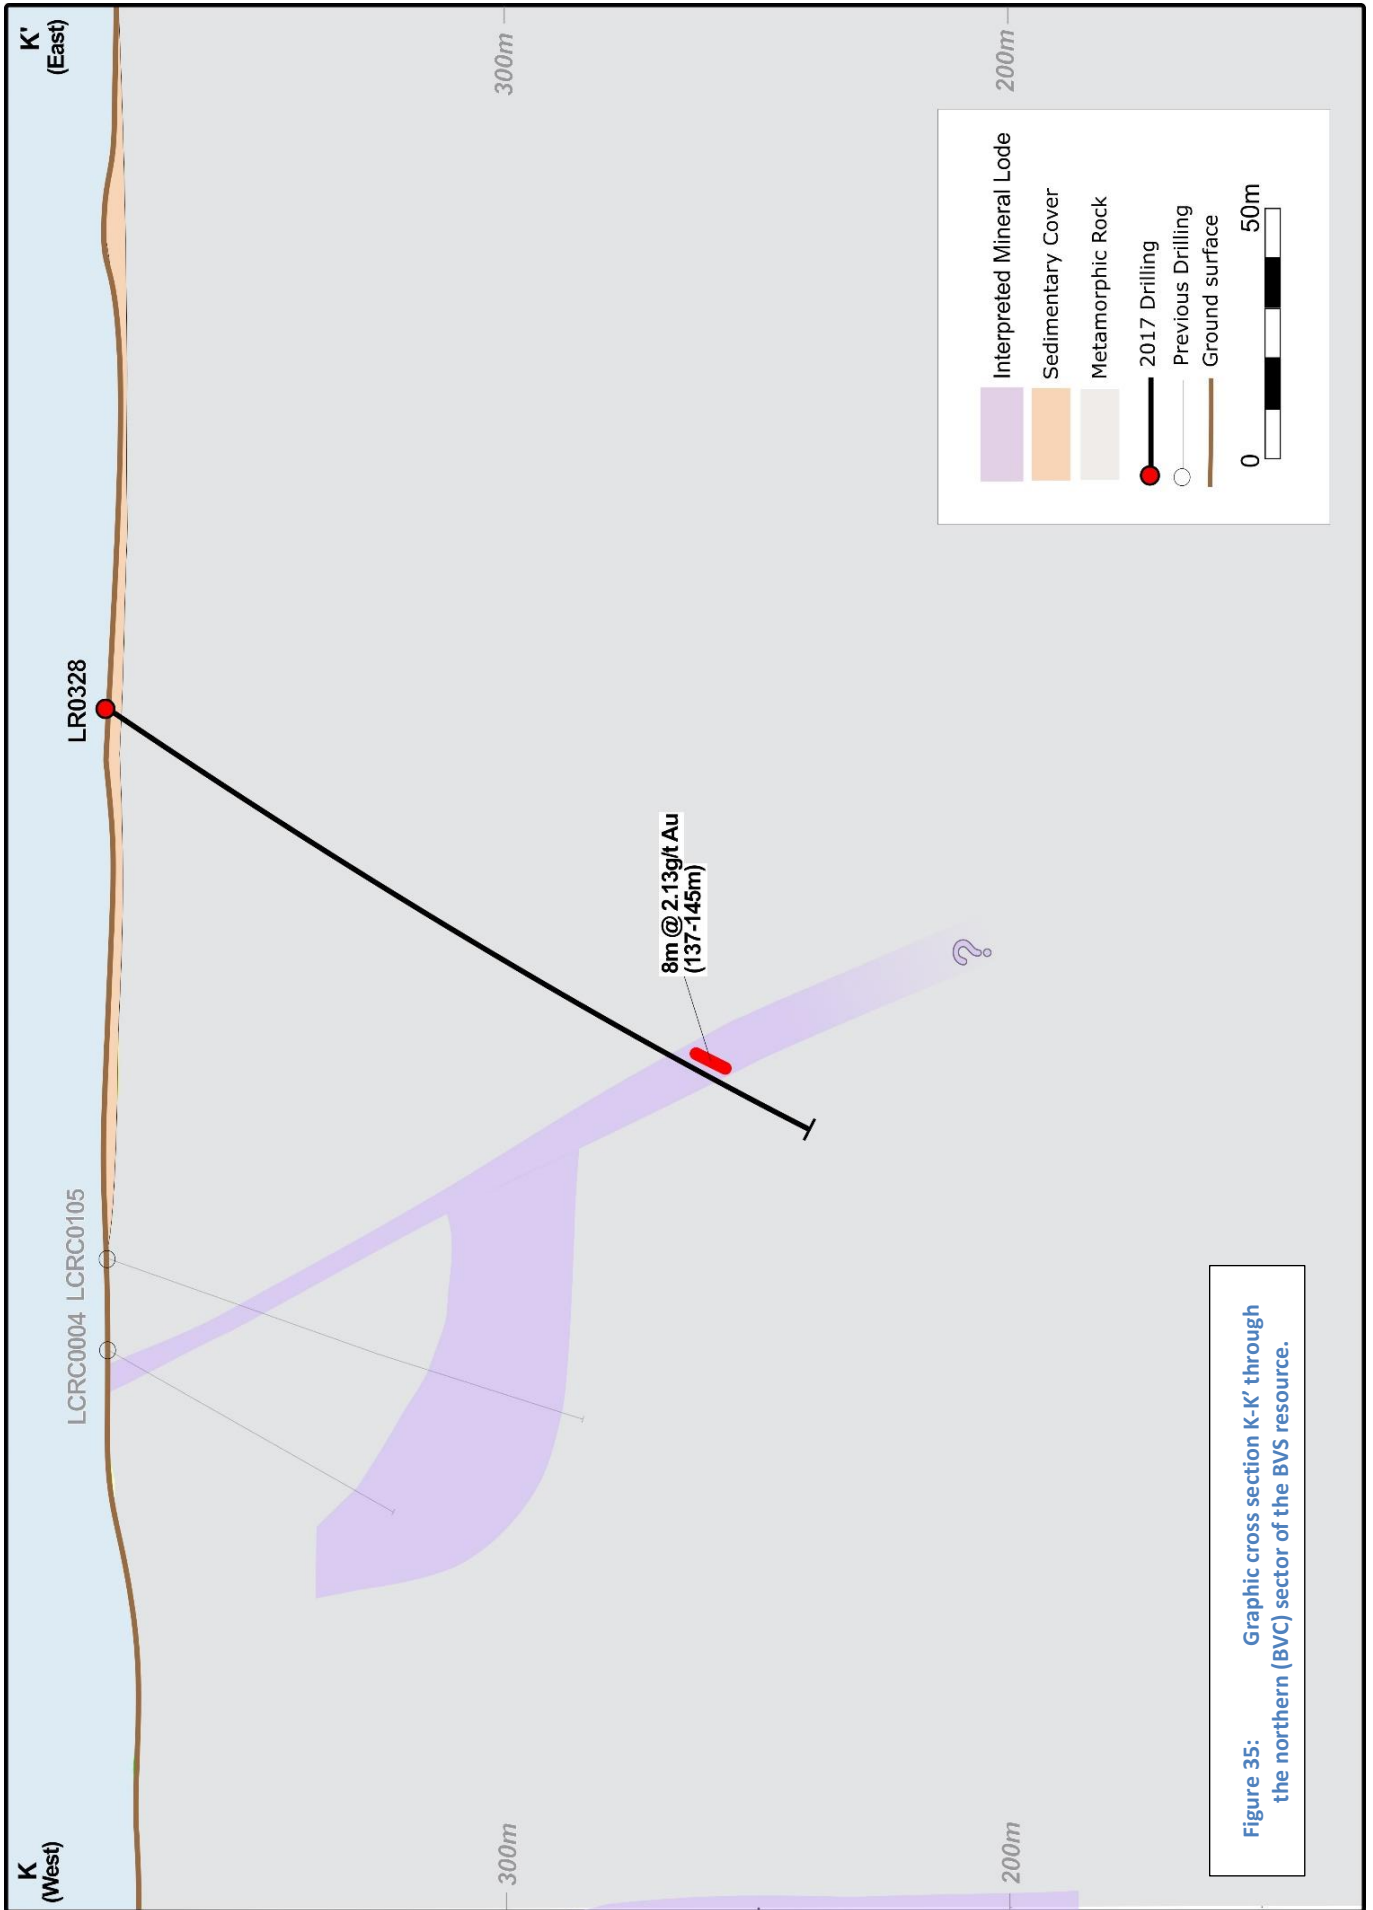 K
(West)
K'
(East)
LCRC0004
LCRC0105
LR0328
300m
300m
8m @ 2.13g/t Au
(137-145m)
?
200m
200m
Interpreted Mineral Lode
Sedimentary Cover
Metamorphic Rock
2017 Drilling
Previous Drilling
Ground surface
0
50m
Figure 35: Graphic cross section K-K’ through
the northern (BVC) sector of the BVS resource.